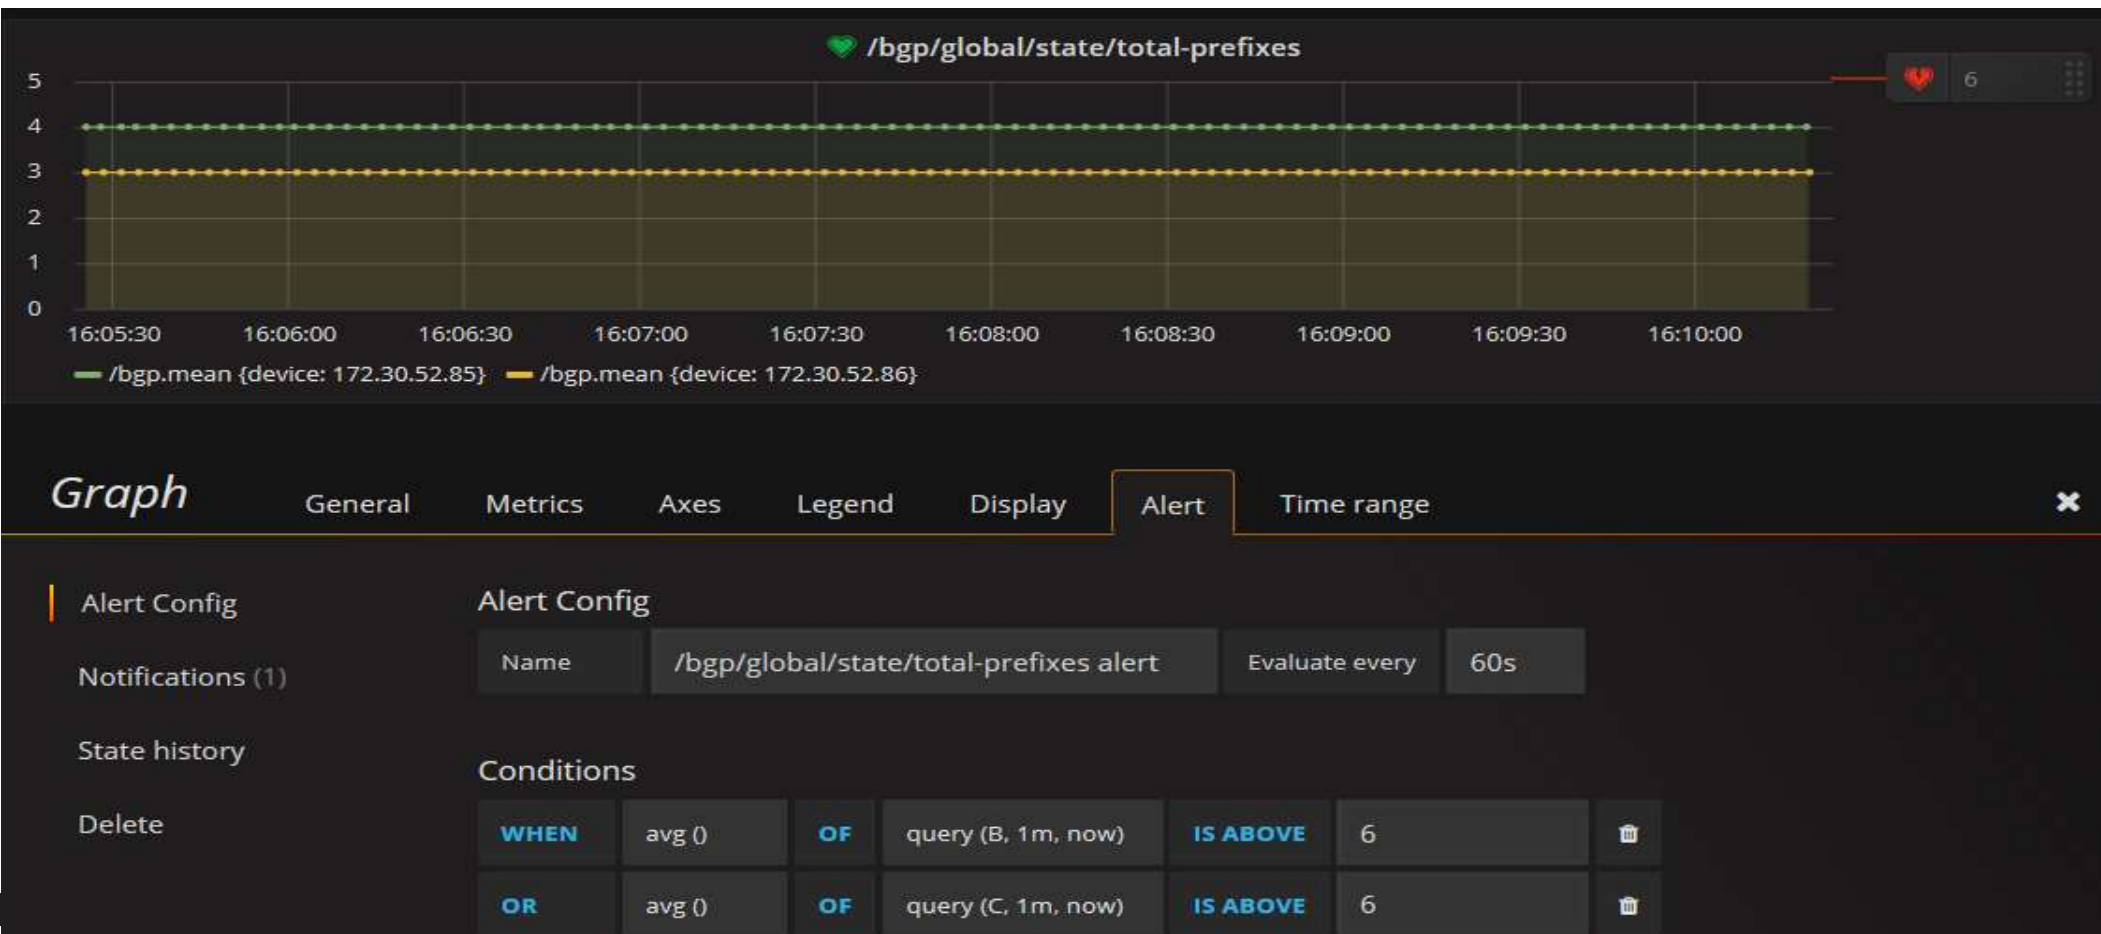 /bgp/global/state/total-prefixes
5
6
4
3
2
1
0
16:05:30 16:06:00 16:06:30 16:07:00 16:07:30 16:08:00 16:08:30 16:09:00 16:09:30 16:10:00
/bgp.mean {device: 172.30.52.85} /bgp.mean {device: 172.30.52.86}
Graph General Metrics Axes Legend Display Alert Time range
Alert Config
Notifications (1)
State history
Delete
Alert Config
Name /bgp/global/state/total-prefixes alert Evaluate every 60s
Conditions
WHEN avg () OF query (B, 1m, now) IS ABOVE 6
OR avg () OF query (C, 1m, now) IS ABOVE 6